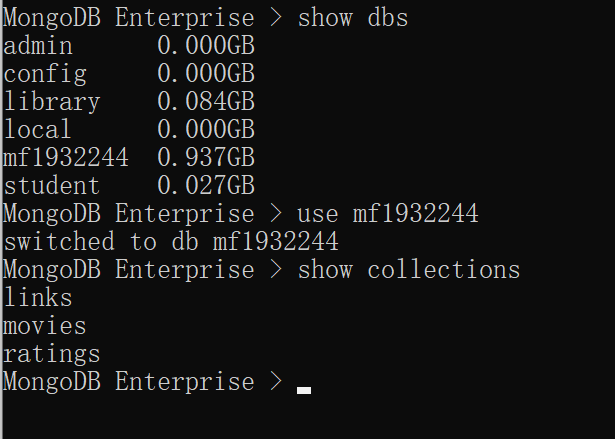 MongoDB Enterprise > show dbs
admin     0.000GB
config    0.000GB
library   0.084GB
local     0.000GB
mf1932244 0.937GB
student   0.027GB
MongoDB Enterprise > use mf1932244
switched to db mf1932244
MongoDB Enterprise > show collections
links
movies
ratings
MongoDB Enterprise >